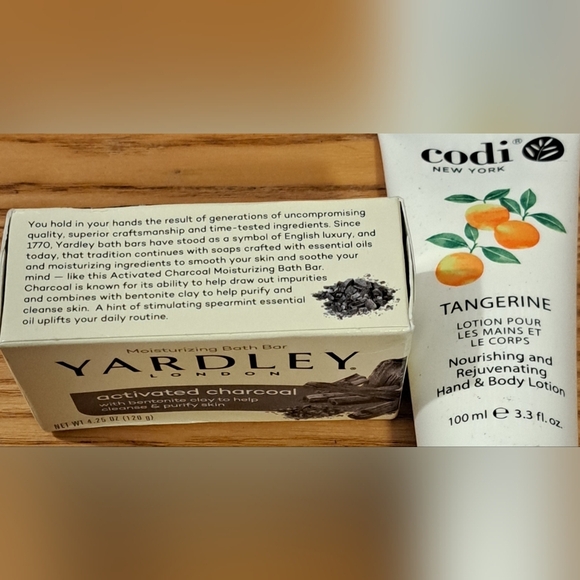 You hold in your hands the result of generations of uncompromising
quality, superior craftsmanship and time-tested ingredients. Since
1770, Yardley bath bars have stood as a symbol of English luxury, and
today, that tradition continues with soaps crafted with essential oils
and moisturizing ingredients to smooth your skin and soothe your
mind — like this Activated Charcoal Moisturizing Bath Bar.
Charcoal is known for its ability to help draw out impurities
and combines with bentonite clay to help purify and
cleanse skin. A hint of stimulating spearmint essential
oil uplifts your daily routine.
Moisturizing Bath Bar
YARDLEY®
LONDON
activated charcoal
with bentonite clay to help
cleanse & purify skin
NET WT 4.25 OZ (120 g)
codi®
NEW YORK
TANGERINE
LOTION POUR
LES MAINS ET
LE CORPS
Nourishing and
Rejuvenating
Hand & Body Lotion
100 ml ℮ 3.3 fl. oz.